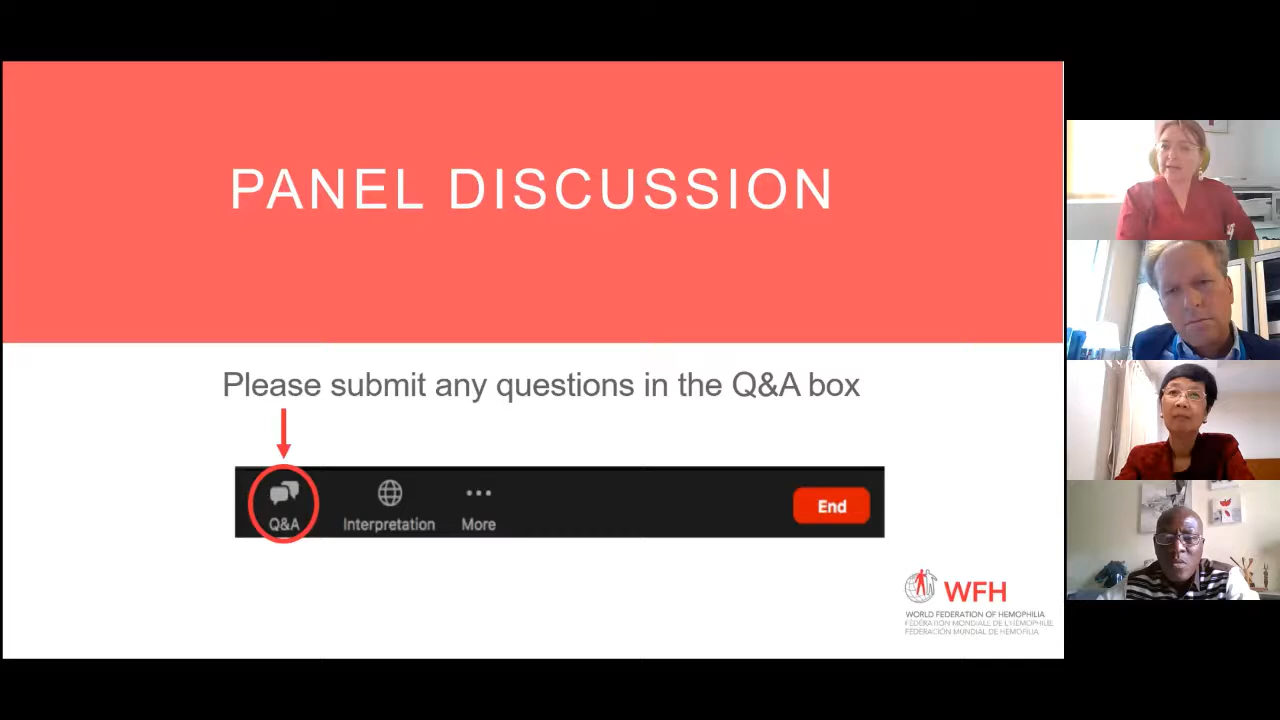 PANEL DISCUSSION
Please submit any questions in the Q&A box
Q&A
Interpretation
More
End
WFH
WORLD FEDERATION OF HEMOPHILIA
FÉDÉRATION MONDIALE DE L'HÉMOPHILIE
FEDERACIÓN MUNDIAL DE HEMOFILIA